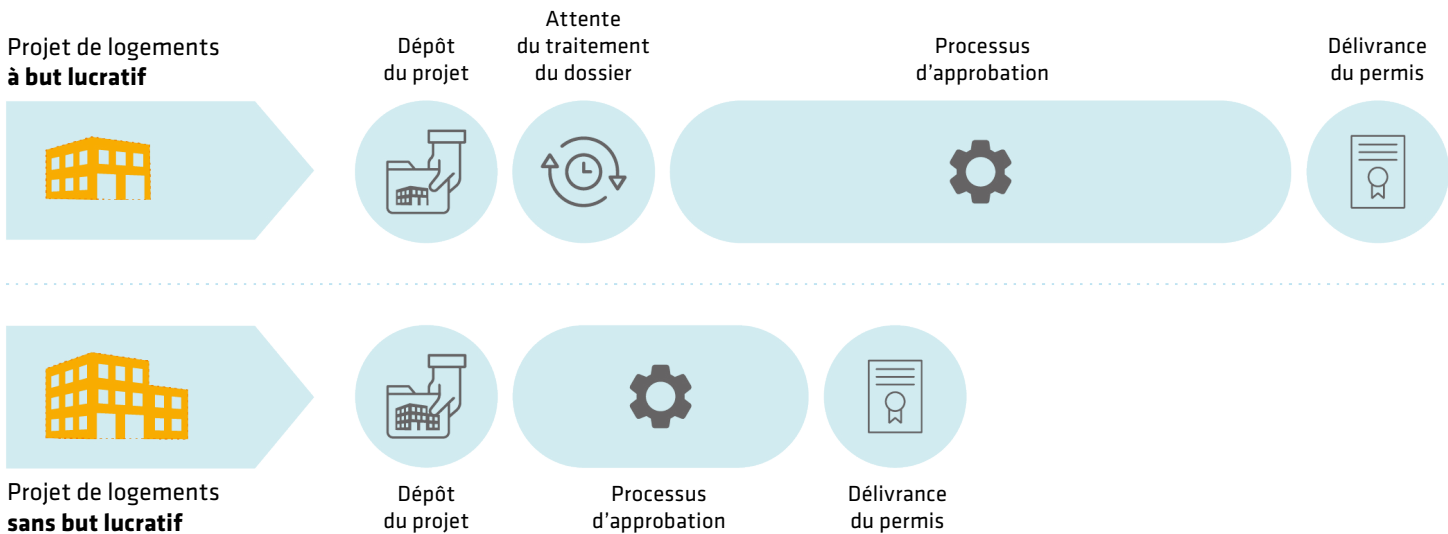 Projet de logements
à but lucratif
Dépôt
du projet
Attente
du traitement
du dossier
Processus
d’approbation
Délivrance
du permis
Projet de logements
sans but lucratif
Dépôt
du projet
Processus
d’approbation
Délivrance
du permis